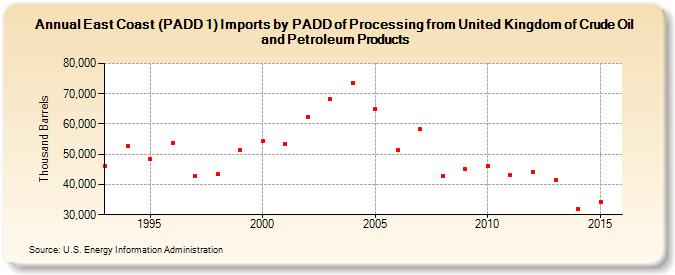 Annual East Coast (PADD 1) Imports by PADD of Processing from United Kingdom of Crude Oil
and Petroleum Products
Thousand Barrels
80,000
70,000
60,000
50,000
40,000
30,000
1995 2000 2005 2010 2015
Source: U.S. Energy Information Administration